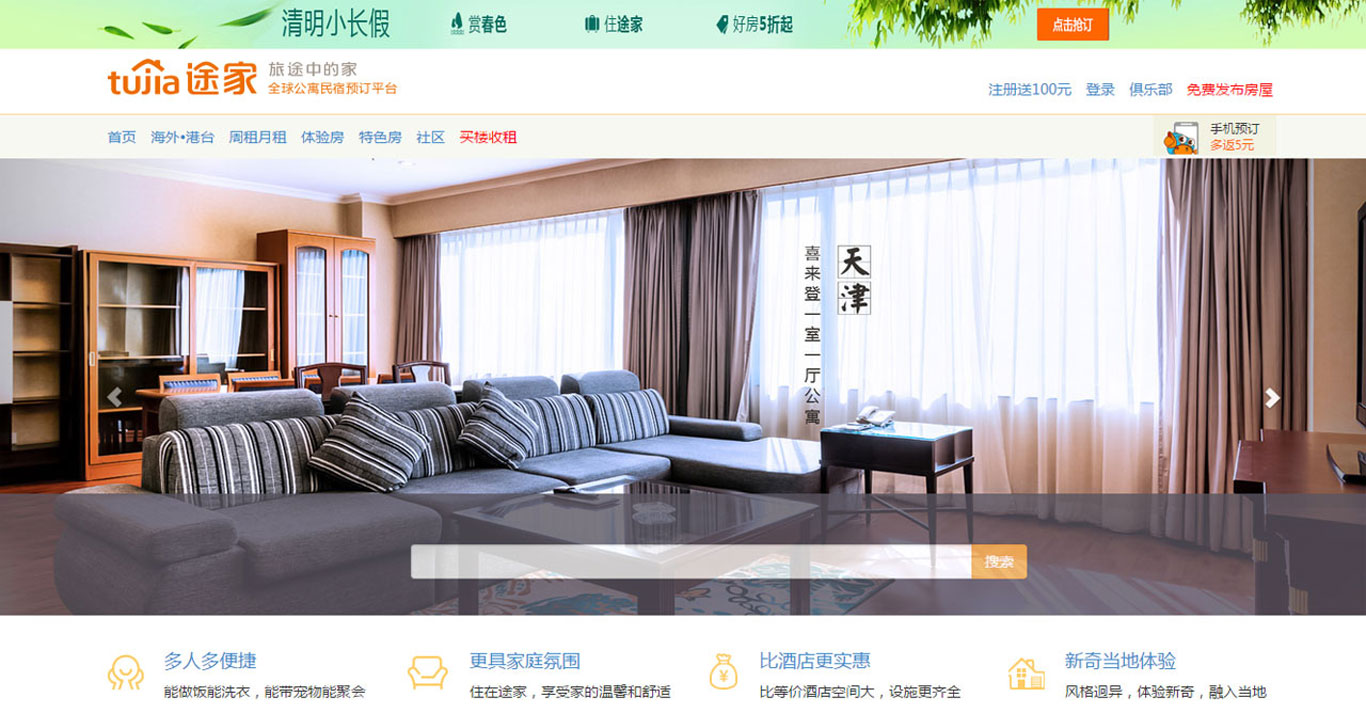 清明小长假 赏春色 住途家 好房5折起 点击抢订
tujia 途家 旅途中的家
全球公寓民宿预订平台
注册送100元 登录 俱乐部 免费发布房屋
首页 海外•港台 周租月租 体验房 特色房 社区 买楼收租
手机预订
多返5元
天津
喜来登一室一厅公寓
搜索
多人多便捷
能做饭能洗衣，能带宠物能聚会
更具家庭氛围
住在途家，享受家的温馨和舒适
比酒店更实惠
比等价酒店空间大，设施更齐全
新奇当地体验
风格迥异，体验新奇，融入当地